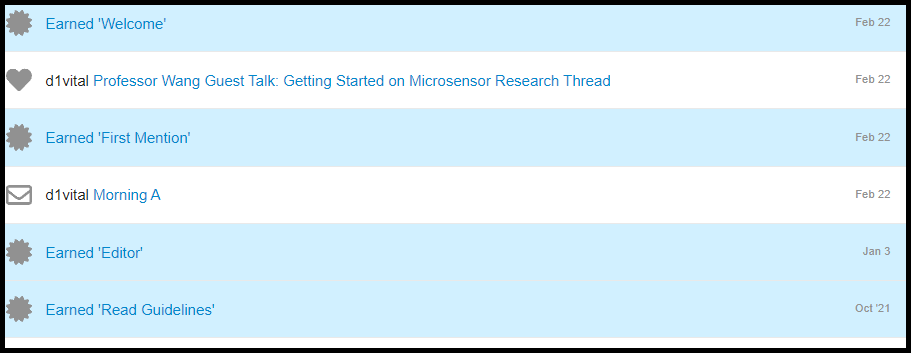 Earned 'Welcome' Feb 22
d1vital Professor Wang Guest Talk: Getting Started on Microsensor Research Thread Feb 22
Earned 'First Mention' Feb 22
d1vital Morning A Feb 22
Earned 'Editor' Jan 3
Earned 'Read Guidelines' Oct '21